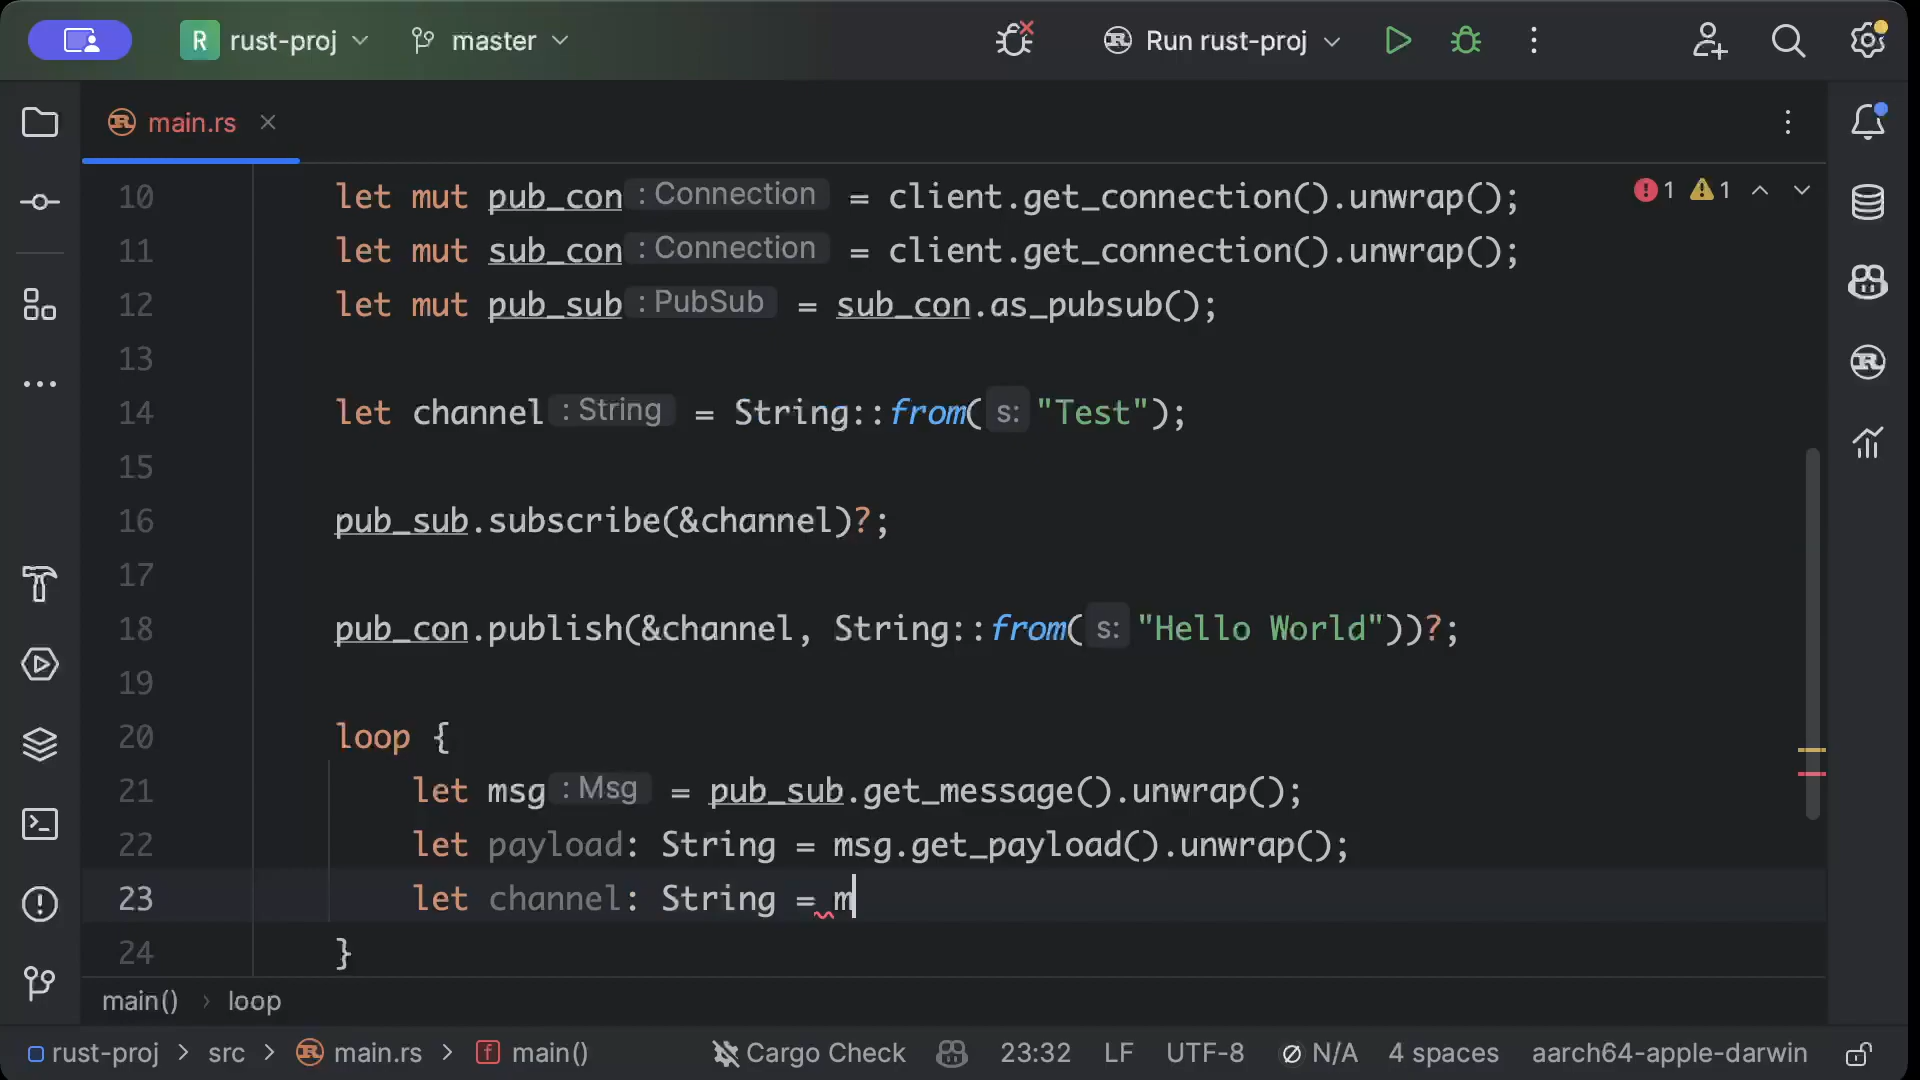 R rust-proj master Run rust-proj
main.rs
10 let mut pub_con : Connection = client.get_connection().unwrap(); 1 1
11 let mut sub_con : Connection = client.get_connection().unwrap();
12 let mut pub_sub : PubSub = sub_con.as_pubsub();
13
14 let channel : String = String::from( s: "Test");
15
16 pub_sub.subscribe(&channel)?;
17
18 pub_con.publish(&channel, String::from( s: "Hello World"))?;
19
20 loop {
21 let msg : Msg = pub_sub.get_message().unwrap();
22 let payload: String = msg.get_payload().unwrap();
23 let channel: String = m
24 }
main() › loop
rust-proj > src > main.rs > f main() Cargo Check 23:32 LF UTF-8 N/A 4 spaces aarch64-apple-darwin